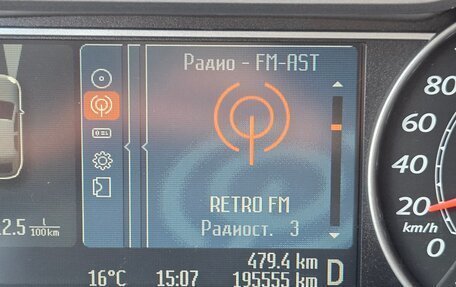 Радио - FM-AST
RETRO FM
Радиост. 3
2.5 l/100km
479.4 km
16°C 15:07 195555 km D
80
60
40
20
km/h
0